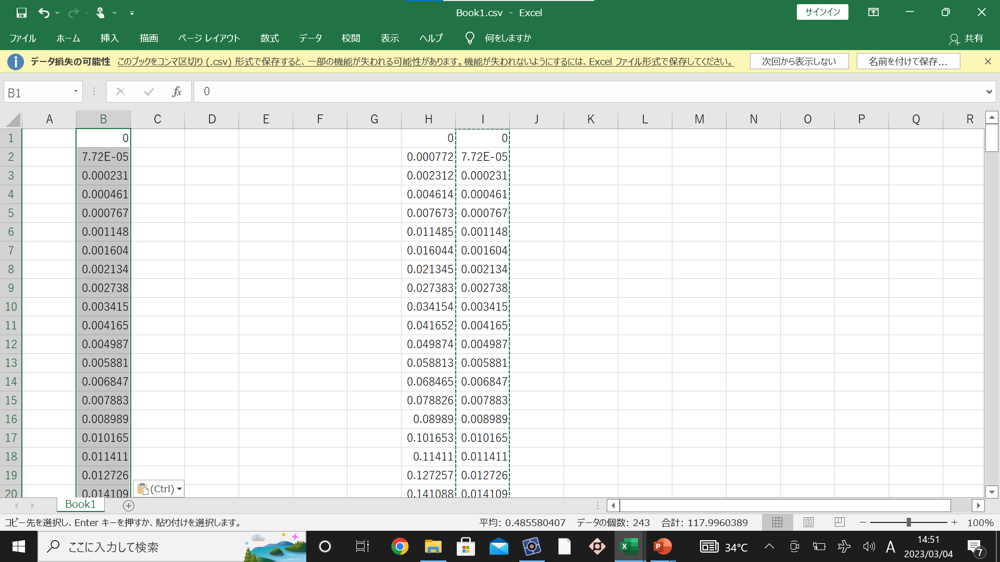 Book1.csv - Excel
サインイン
ファイル ホーム 挿入 描画 ページ レイアウト 数式 データ 校閲 表示 ヘルプ 何をしますか 共有
データ損失の可能性 このブックをコンマ区切り (.csv) 形式で保存すると、一部の機能が失われる可能性があります。機能が失われないようにするには、Excel ファイル形式で保存してください。 次回から表示しない 名前を付けて保存...
B1 fx 0
A B C D E F G H I J K L M N O P Q R
1 0 0 0
2 7.72E-05 0.000772 7.72E-05
3 0.000231 0.002312 0.000231
4 0.000461 0.004614 0.000461
5 0.000767 0.007673 0.000767
6 0.001148 0.011485 0.001148
7 0.001604 0.016044 0.001604
8 0.002134 0.021345 0.002134
9 0.002738 0.027383 0.002738
10 0.003415 0.034154 0.003415
11 0.004165 0.041652 0.004165
12 0.004987 0.049874 0.004987
13 0.005881 0.058813 0.005881
14 0.006847 0.068465 0.006847
15 0.007883 0.078826 0.007883
16 0.008989 0.08989 0.008989
17 0.010165 0.101653 0.010165
18 0.011411 0.11411 0.011411
19 0.012726 0.127257 0.012726
20 0.014109 0.141088 0.014109
(Ctrl)
Book1
コピー先を選択し、Enter キーを押すか、貼り付けを選択します。 平均: 0.485580407 データの個数: 243 合計: 117.9960389 100%
ここに入力して検索 34°C A 14:51
2023/03/04 7